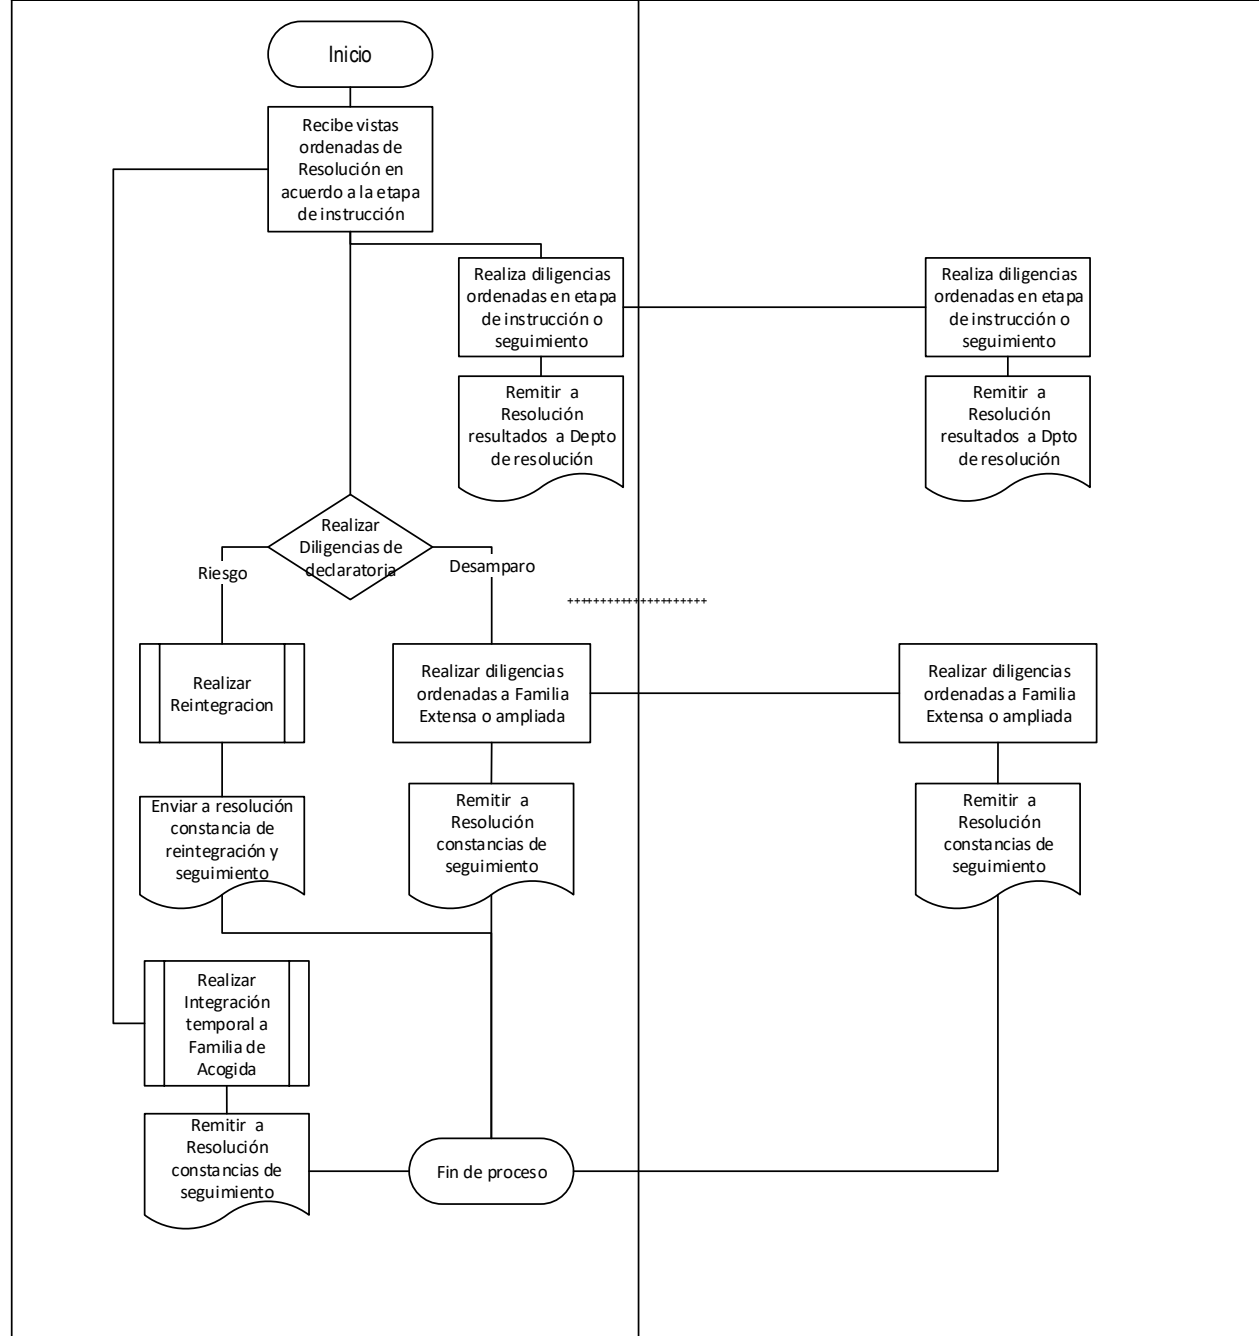 Inicio
Recibe vistas
ordenadas de
Resolución en
acuerdo a la etapa
de instrucción
Realiza diligencias
ordenadas en etapa
de instrucción o
seguimiento
Realiza diligencias
ordenadas en etapa
de instrucción o
seguimiento
Remitir a
Resolución
resultados a Depto
de resolución
Remitir a
Resolución
resultados a Dpto
de resolución
Realizar
Diligencias de
declaratoria
Riesgo
Desamparo
+++++++++++++++++++++
Realizar
Reintegracion
Realizar diligencias
ordenadas a Familia
Extensa o ampliada
Realizar diligencias
ordenadas a Familia
Extensa o ampliada
Enviar a resolución
constancia de
reintegración y
seguimiento
Remitir a
Resolución
constancias de
seguimiento
Remitir a
Resolución
constancias de
seguimiento
Realizar
Integración
temporal a
Familia de
Acogida
Remitir a
Resolución
constancias de
seguimiento
Fin de proceso